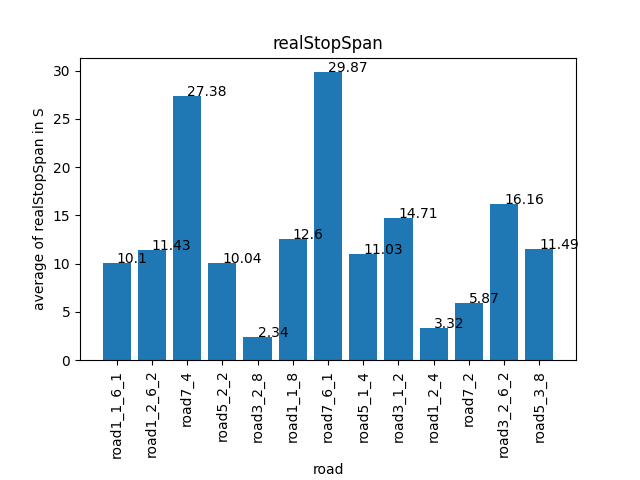 realStopSpan
average of realStopSpan in S
30
25
20
15
10
5
0
10.1
11.43
27.38
10.04
2.34
12.6
29.87
11.03
14.71
3.32
5.87
16.16
11.49
road1_1_6_1
road1_2_6_2
road7_4
road5_2_2
road3_2_8
road1_1_8
road7_6_1
road5_1_4
road3_1_2
road1_2_4
road7_2
road3_2_6_2
road5_3_8
road